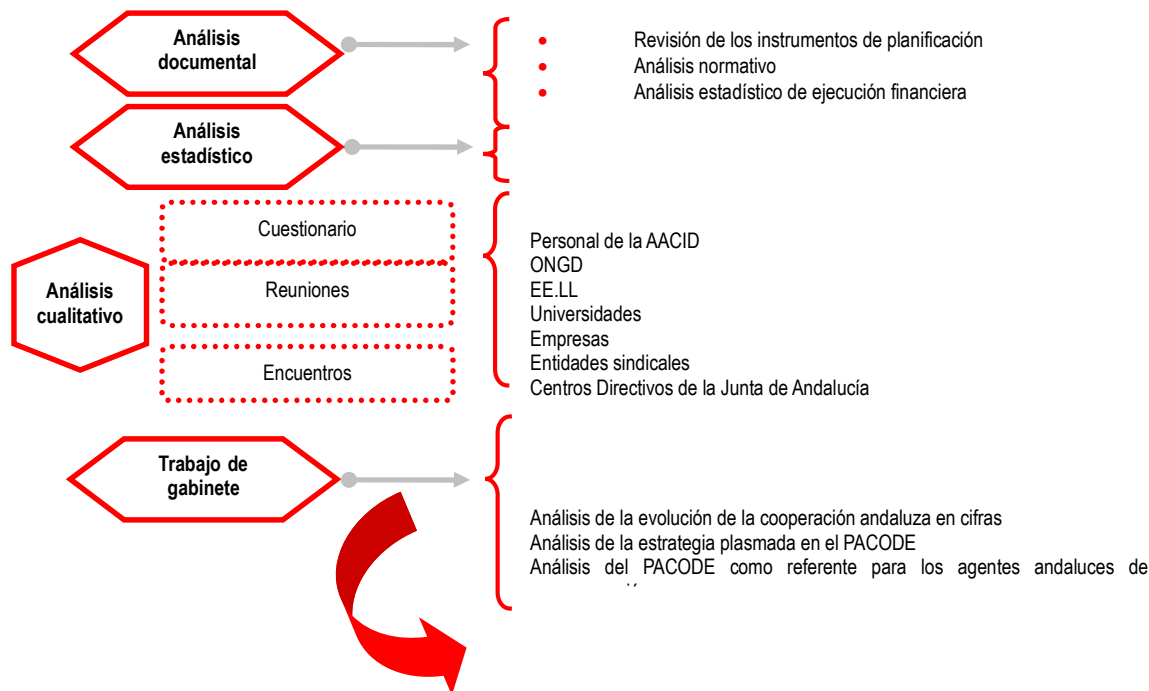 Análisis
documental
• Revisión de los instrumentos de planificación
• Análisis normativo
• Análisis estadístico de ejecución financiera
Análisis
estadístico
Análisis
cualitativo
Cuestionario
Reuniones
Encuentros
Personal de la AACID
ONGD
EE.LL
Universidades
Empresas
Entidades sindicales
Centros Directivos de la Junta de Andalucía
Trabajo de
gabinete
Análisis de la evolución de la cooperación andaluza en cifras
Análisis de la estrategia plasmada en el PACODE
Análisis del PACODE como referente para los agentes andaluces de